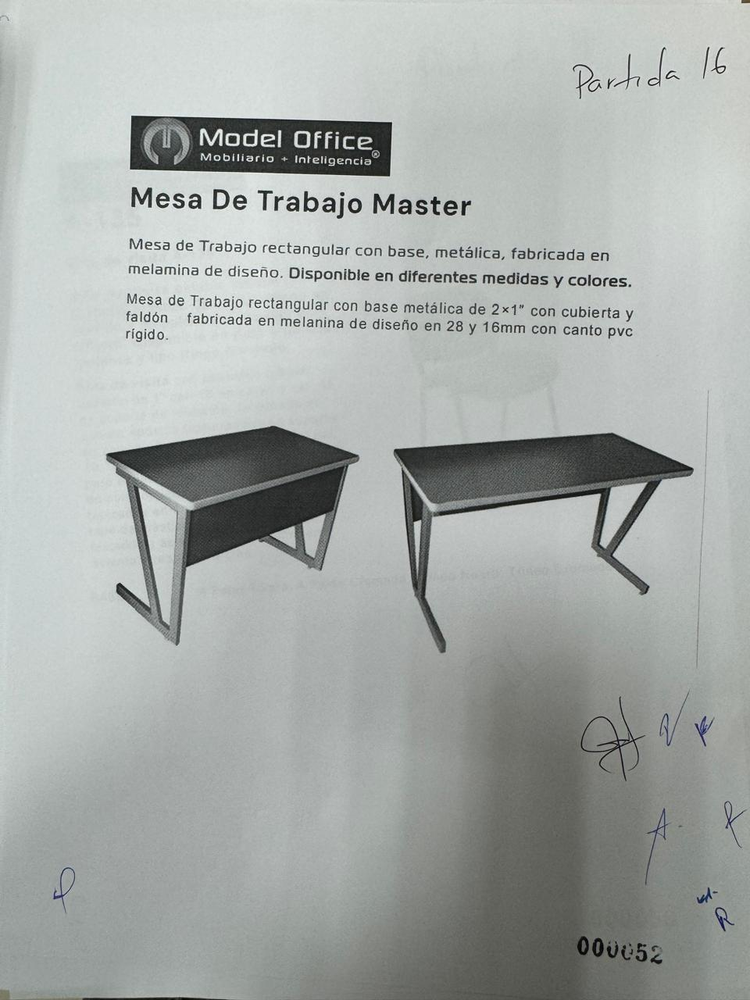 Partida 16
Model Office
Mobiliario + Inteligencia®
Mesa De Trabajo Master
Mesa de Trabajo rectangular con base, metálica, fabricada en
melamina de diseño. Disponible en diferentes medidas y colores.
Mesa de Trabajo rectangular con base metálica de 2×1" con cubierta y
faldón fabricada en melanina de diseño en 28 y 16mm con canto pvc
rígido.
000052